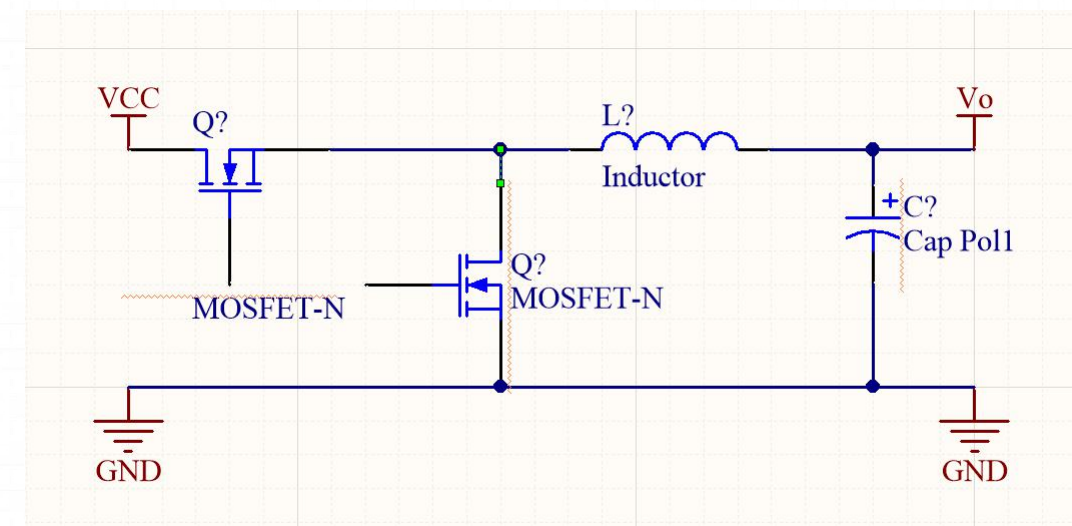 VCC
Q?
L?
Vo
Inductor
C?
Cap Pol1
Q?
MOSFET-N
MOSFET-N
GND
GND